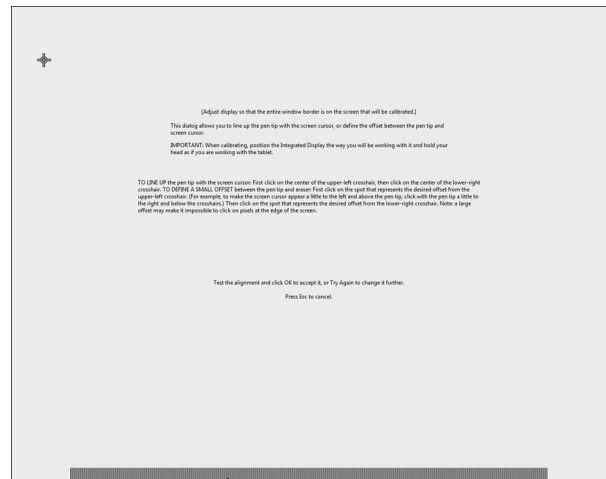 [Adjust display so that the entire window border is on the screen that will be calibrated.]
This dialog allows you to line up the pen tip with the screen cursor, or define the offset between the pen tip and
screen cursor.
IMPORTANT: When calibrating, position the Integrated Display the way you will be working with it and hold your
head as if you are working with the tablet.
TO LINE UP the pen tip with the screen cursor: First click on the center of the upper-left crosshair, then click on the center of the lower-right
crosshair. TO DEFINE A SMALL OFFSET between the pen tip and eraser: First click on the spot that represents the desired offset from the
upper-left crosshair. (For example, to make the screen cursor appear a little to the left and above the pen tip, click with the pen tip a little to
the right and below the crosshairs.) Then click on the spot that represents the desired offset from the lower-right crosshair. Note: a large
offset may make it impossible to click on pixels at the edge of the screen.
Test the alignment and click OK to accept it, or Try Again to change it further.
Press Esc to cancel.